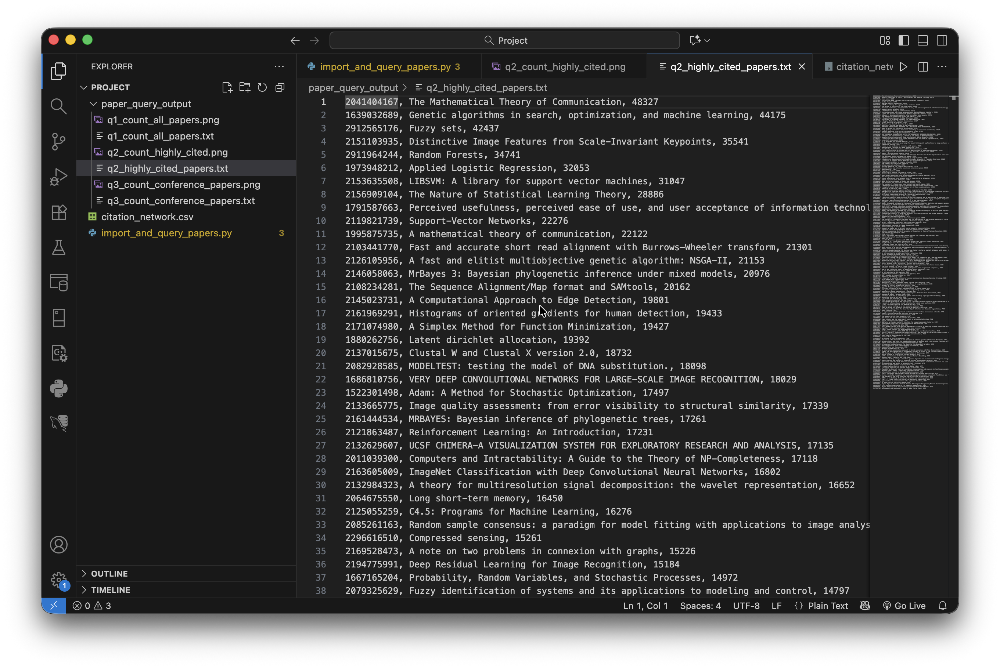 Project
EXPLORER
PROJECT
paper_query_output
q1_count_all_papers.png
q1_count_all_papers.txt
q2_count_highly_cited.png
q2_highly_cited_papers.txt
q3_count_conference_papers.png
q3_count_conference_papers.txt
citation_network.csv
import_and_query_papers.py 3
OUTLINE
TIMELINE
import_and_query_papers.py 3
q2_count_highly_cited.png
q2_highly_cited_papers.txt
citation_netv
paper_query_output > q2_highly_cited_papers.txt
1 2041404167, The Mathematical Theory of Communication, 48327
2 1639032689, Genetic algorithms in search, optimization, and machine learning, 44175
3 2912565176, Fuzzy sets, 42437
4 2151103935, Distinctive Image Features from Scale-Invariant Keypoints, 35541
5 2911964244, Random Forests, 34741
6 1973948212, Applied Logistic Regression, 32053
7 2153635508, LIBSVM: A library for support vector machines, 31047
8 2156909104, The Nature of Statistical Learning Theory, 28886
9 1791587663, Perceived usefulness, perceived ease of use, and user acceptance of information technol
10 2119821739, Support-Vector Networks, 22276
11 1995875735, A mathematical theory of communication, 22122
12 2103441770, Fast and accurate short read alignment with Burrows–Wheeler transform, 21301
13 2126105956, A fast and elitist multiobjective genetic algorithm: NSGA-II, 21153
14 2146058063, MrBayes 3: Bayesian phylogenetic inference under mixed models, 20976
15 2108234281, The Sequence Alignment/Map format and SAMtools, 20162
16 2145023731, A Computational Approach to Edge Detection, 19801
17 2161969291, Histograms of oriented gradients for human detection, 19433
18 2171074980, A Simplex Method for Function Minimization, 19427
19 1880262756, Latent dirichlet allocation, 19392
20 2137015675, Clustal W and Clustal X version 2.0, 18732
21 2082928585, MODELTEST: testing the model of DNA substitution., 18098
22 1686810756, VERY DEEP CONVOLUTIONAL NETWORKS FOR LARGE-SCALE IMAGE RECOGNITION, 18029
23 1522301498, Adam: A Method for Stochastic Optimization, 17497
24 2133665775, Image quality assessment: from error visibility to structural similarity, 17339
25 2161444534, MRBAYES: Bayesian inference of phylogenetic trees, 17261
26 2121863487, Reinforcement Learning: An Introduction, 17231
27 2132629607, UCSF CHIMERA-A VISUALIZATION SYSTEM FOR EXPLORATORY RESEARCH AND ANALYSIS, 17135
28 2011039300, Computers and Intractability: A Guide to the Theory of NP-Completeness, 17118
29 2163605009, ImageNet Classification with Deep Convolutional Neural Networks, 16802
30 2132984323, A theory for multiresolution signal decomposition: the wavelet representation, 16652
31 2064675550, Long short-term memory, 16450
32 2125055259, C4.5: Programs for Machine Learning, 16276
33 2085261163, Random sample consensus: a paradigm for model fitting with applications to image analys
34 2296616510, Compressed sensing, 15261
35 2169528473, A note on two problems in connexion with graphs, 15226
36 2194775991, Deep Residual Learning for Image Recognition, 15184
37 1667165204, Probability, Random Variables, and Stochastic Processes, 14972
38 2079325629, Fuzzy identification of systems and its applications to modeling and control, 14797
1
0 3
Ln 1, Col 1 Spaces: 4 UTF-8 LF {} Plain Text Go Live